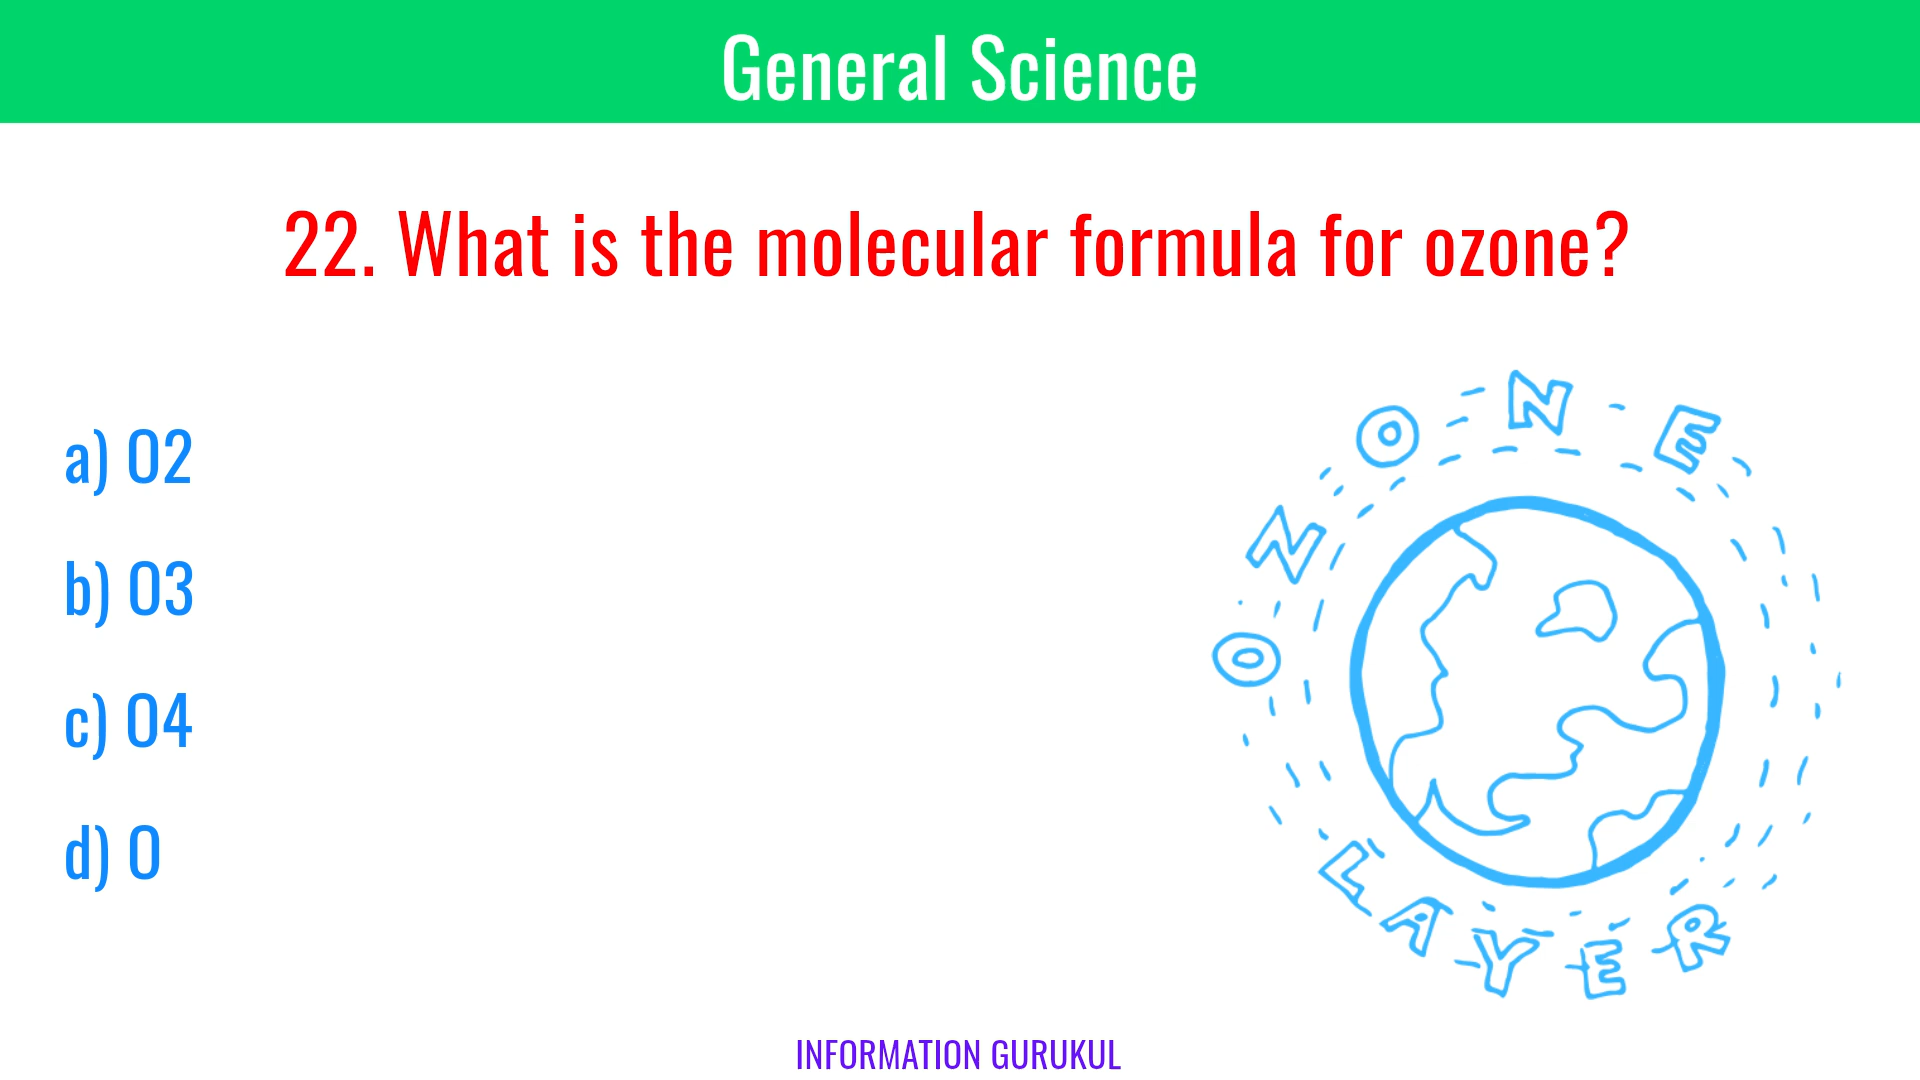 General Science
22. What is the molecular formula for ozone?
a) O2
b) O3
c) O4
d) O
OZONE
LAYER
INFORMATION GURUKUL